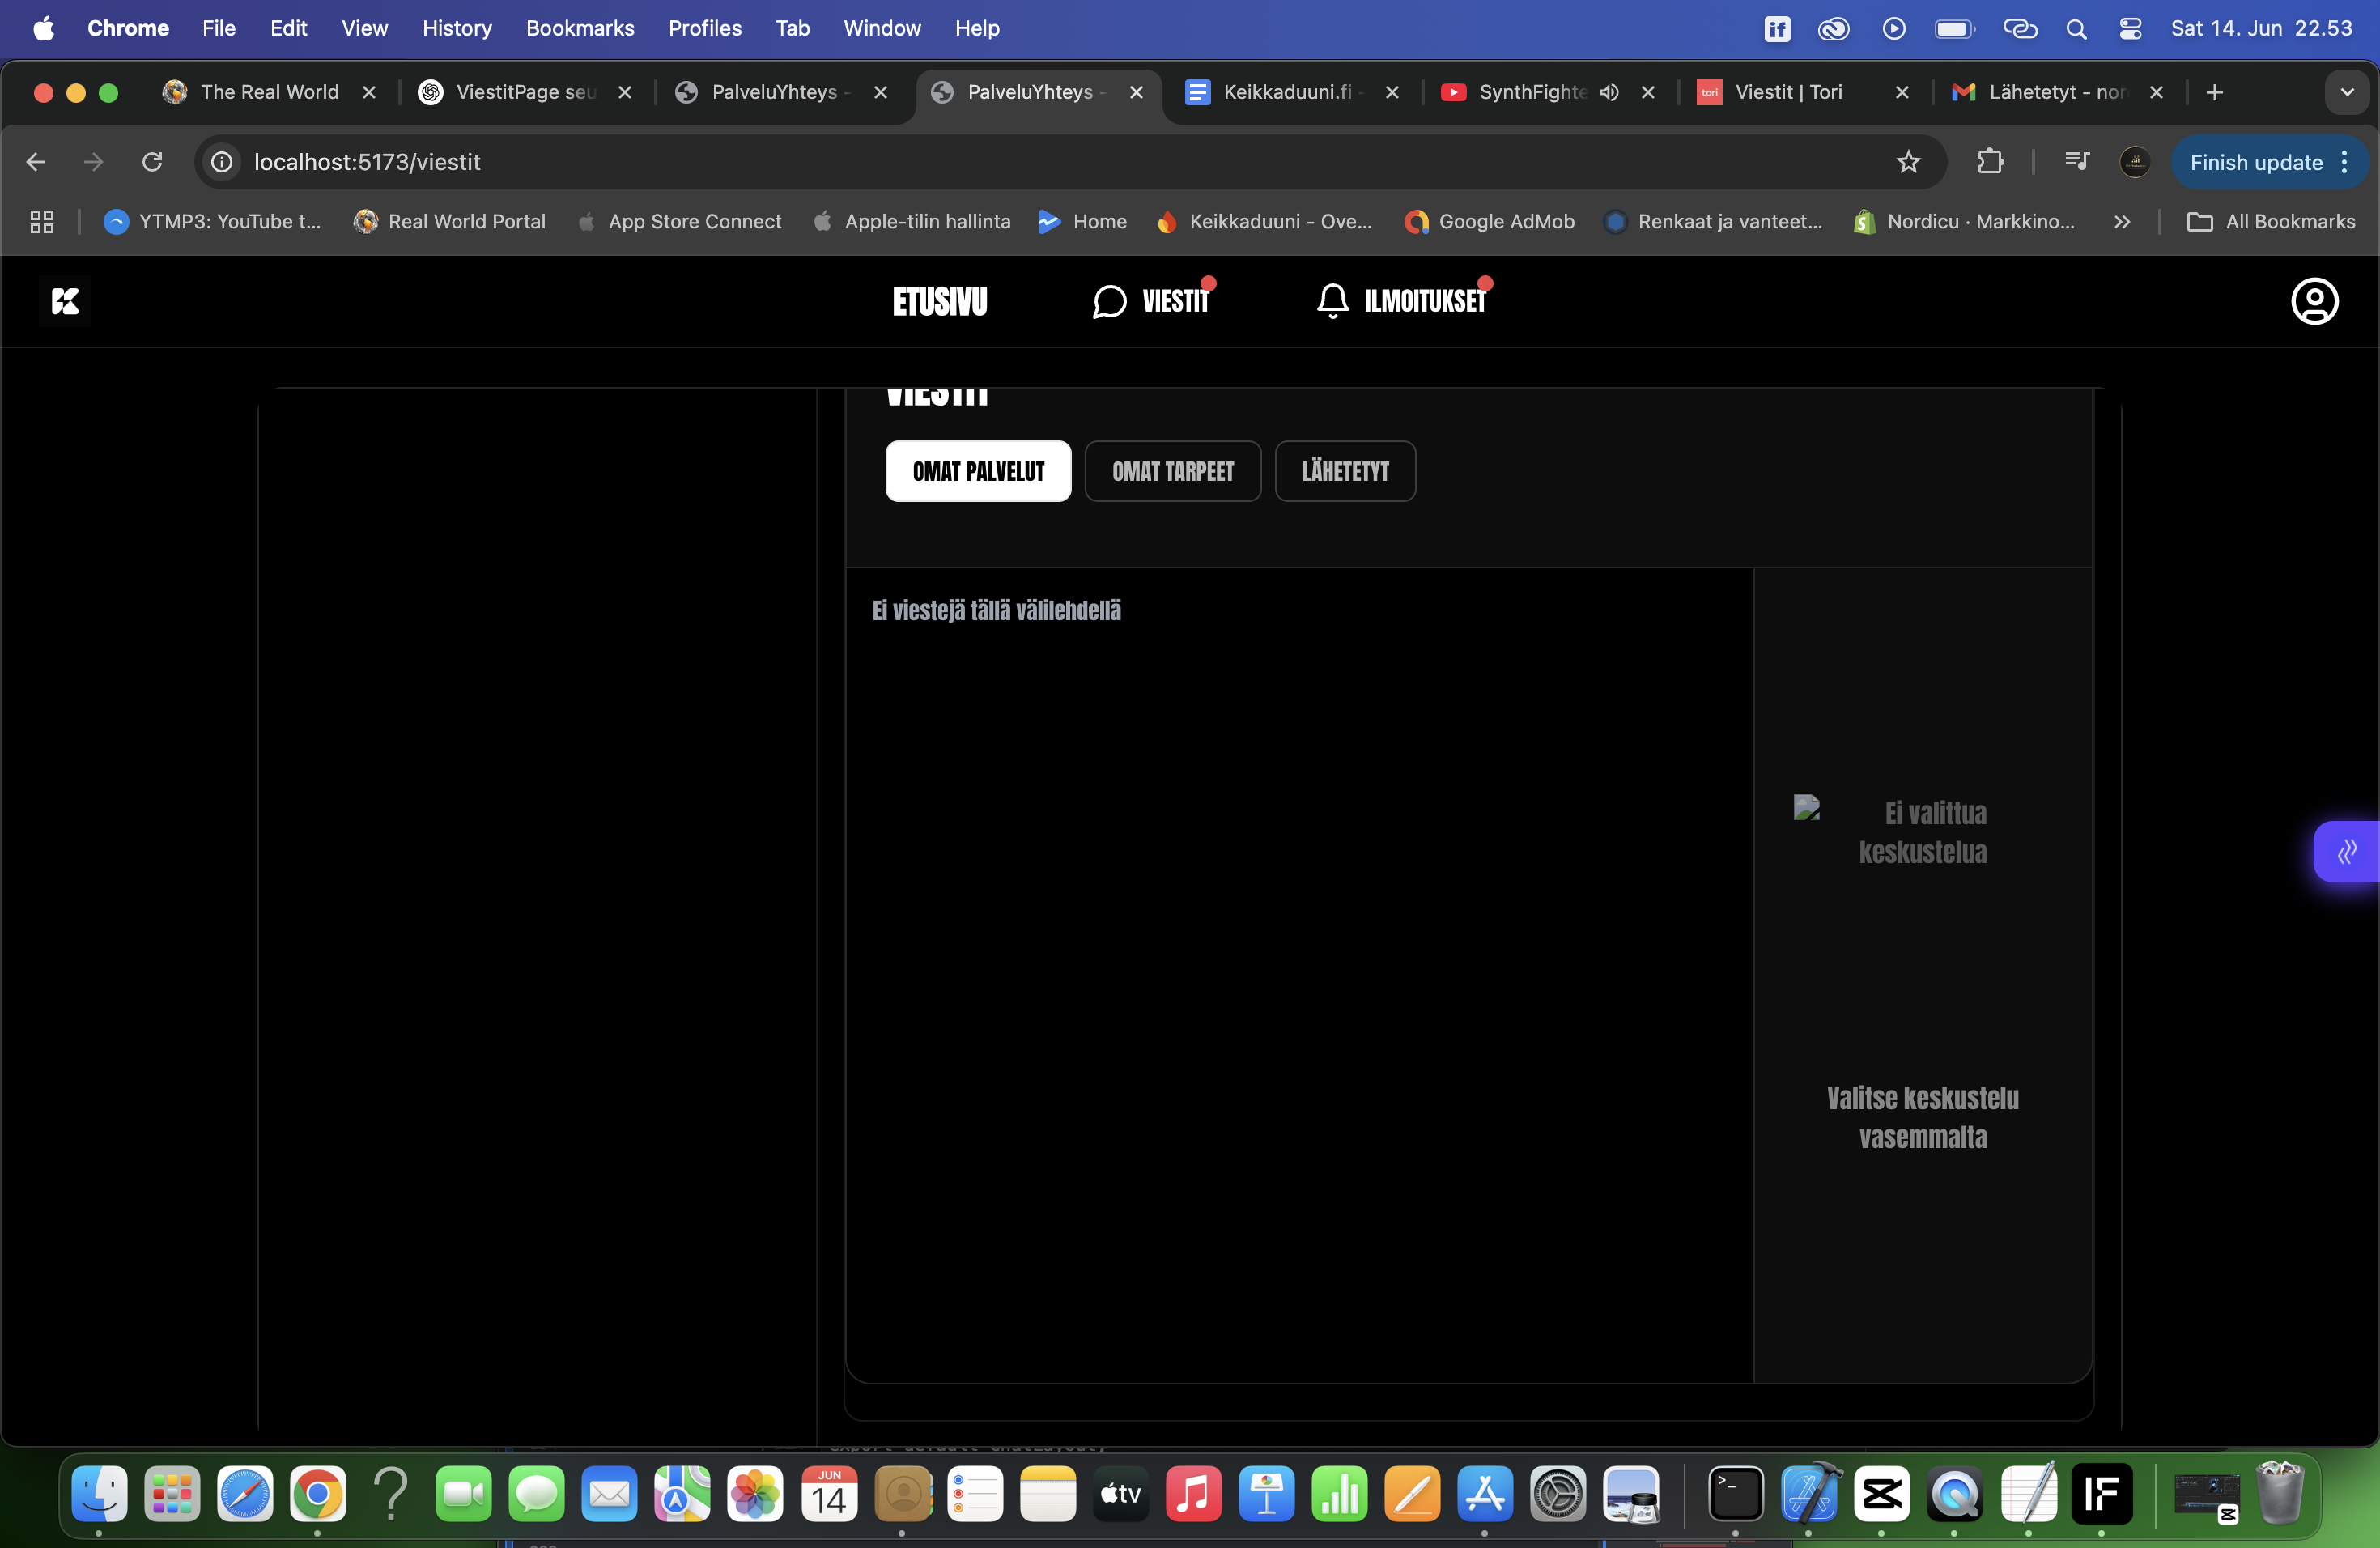 Chrome File Edit View History Bookmarks Profiles Tab Window Help if Sat 14. Jun 22.53
The Real World ViestitPage seu PalveluYhteys - PalveluYhteys - Keikkaduuni.fi - SynthFighte tori Viestit | Tori Lähetetyt - nor
localhost:5173/viestit Finish update
YTMP3: YouTube t... Real World Portal App Store Connect Apple-tilin hallinta Home Keikkaduuni – Ove... Google AdMob Renkaat ja vanteet... Nordicu · Markkino... All Bookmarks
ETUSIVU VIESTIT ILMOITUKSET
VIESTIT
OMAT PALVELUT OMAT TARPEET LÄHETETYT
Ei viestejä tällä välilehdellä
Ei valittua
keskustelua
Valitse keskustelu
vasemmalta
JUN
14
tv
IF